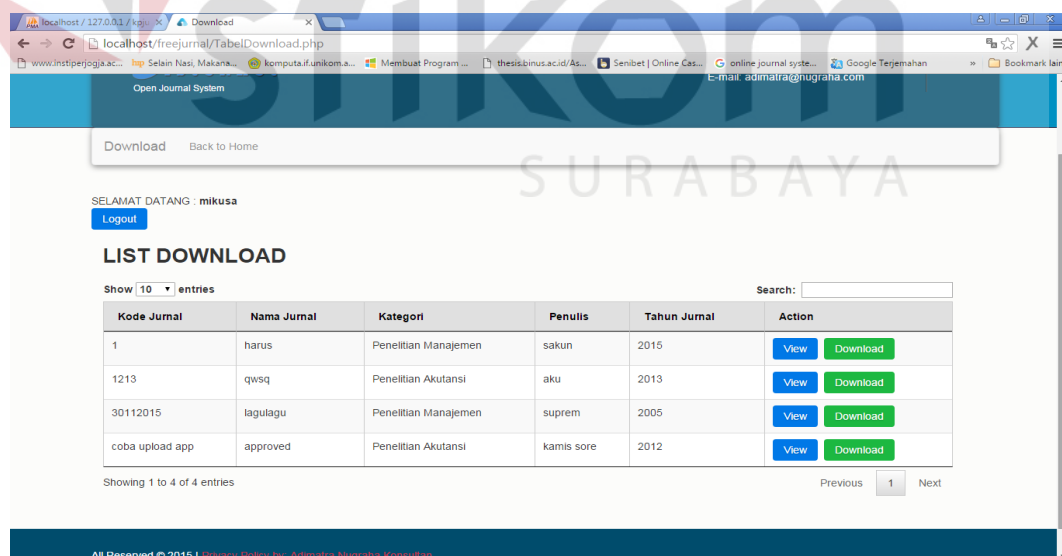 localhost / 127.0.0.1 / kpju
Download
localhost/freejurnal/TabelDownload.php
www.instiperjogja.ac...
Selain Nasi, Makana...
komputa.if.unikom.a...
Membuat Program ...
thesis.binus.ac.id/As...
Senibet | Online Cas...
online journal syste...
Google Terjemahan
»
Bookmark lain
Open Journal System
E-mail: adimatra@nugraha.com
Download Back to Home
SURABAYA
SELAMAT DATANG : mikusa
Logout
LIST DOWNLOAD
Show 10 entries Search:
Kode Jurnal Nama Jurnal Kategori Penulis Tahun Jurnal Action
1 harus Penelitian Manajemen sakun 2015 View Download
1213 qwsq Penelitian Akutansi aku 2013 View Download
30112015 lagulagu Penelitian Manajemen suprem 2005 View Download
coba upload app approved Penelitian Akutansi kamis sore 2012 View Download
Showing 1 to 4 of 4 entries Previous 1 Next
All Reserved © 2015 | Privacy Policy by: Adimatra Nugraha Konsultan